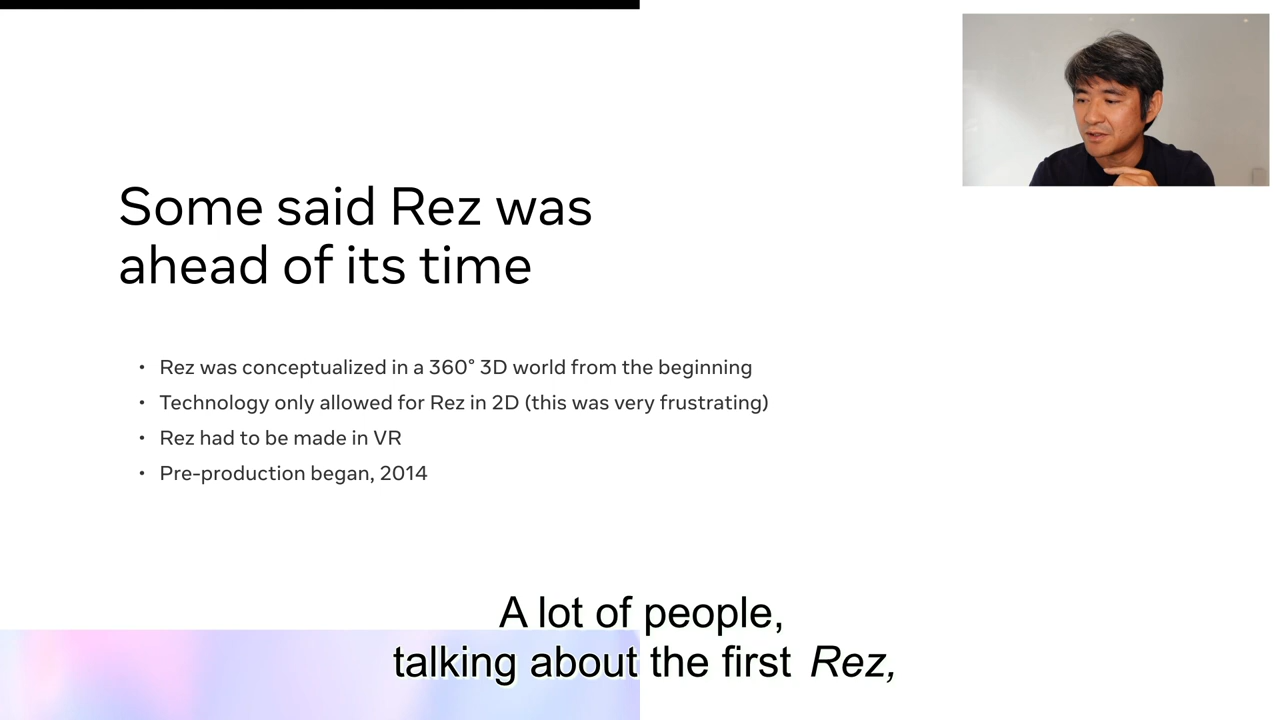 Some said Rez was
ahead of its time
• Rez was conceptualized in a 360° 3D world from the beginning
• Technology only allowed for Rez in 2D (this was very frustrating)
• Rez had to be made in VR
• Pre-production began, 2014
A lot of people,
talking about the first Rez,